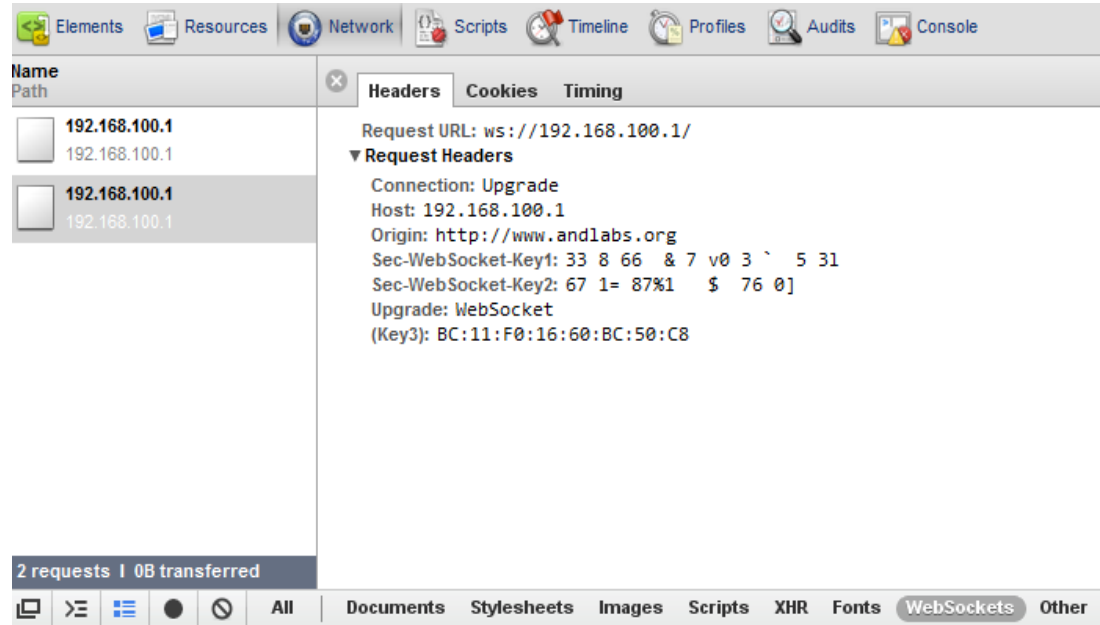 Elements Resources Network Scripts Timeline Profiles Audits Console
Name
Path
192.168.100.1
192.168.100.1
192.168.100.1
192.168.100.1
2 requests I 0B transferred
Headers Cookies Timing
Request URL: ws://192.168.100.1/
Request Headers
Connection: Upgrade
Host: 192.168.100.1
Origin: http://www.andlabs.org
Sec-WebSocket-Key1: 33 8 66  & 7 v0 3 `  5 3l
Sec-WebSocket-Key2: 67 1= 87%1   $  76 0]
Upgrade: WebSocket
(Key3): BC:11:F0:16:60:BC:50:C8
All Documents Stylesheets Images Scripts XHR Fonts WebSockets Other